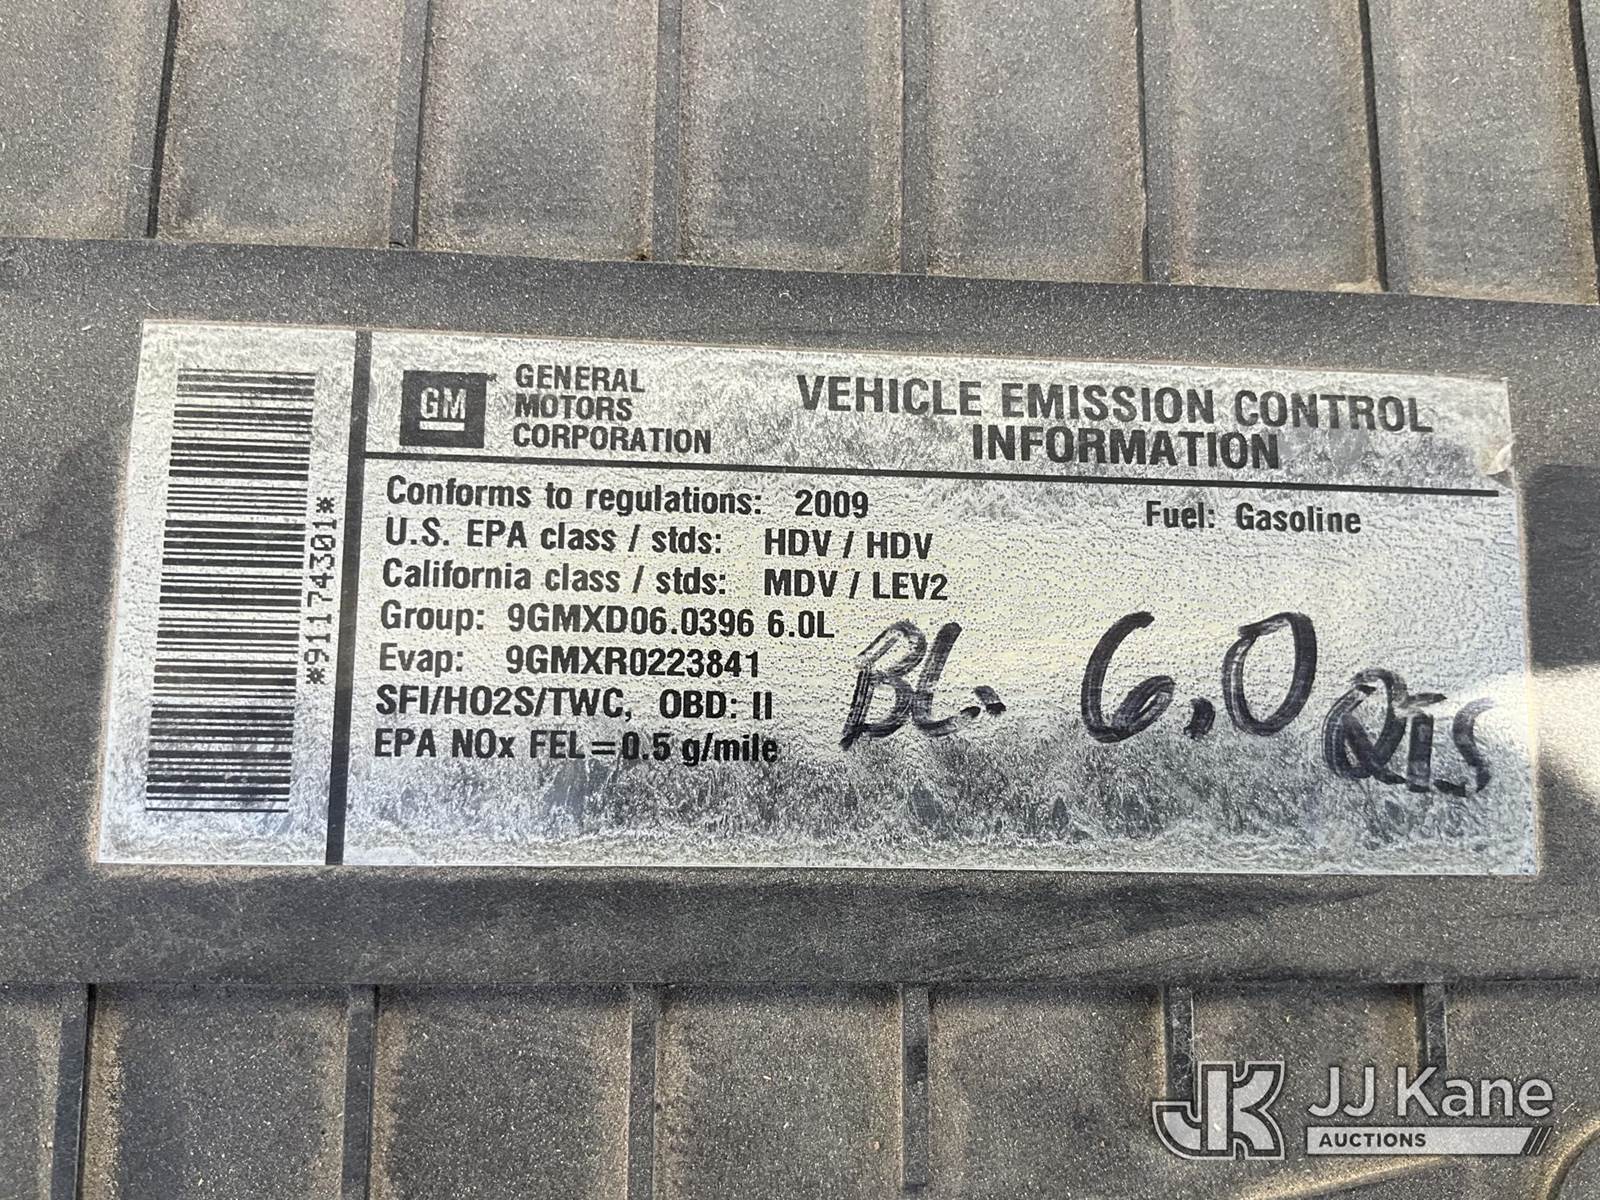 *91174301*
GM
GENERAL
MOTORS
CORPORATION
VEHICLE EMISSION CONTROL
INFORMATION
Conforms to regulations: 2009
Fuel: Gasoline
U.S. EPA class / stds: HDV / HDV
California class / stds: MDV / LEV2
Group: 9GMXD06.0396 6.0L
Evap: 9GMXR0223841
SFI/HO2S/TWC, OBD: II
EPA NOx FEL=0.5 g/mile
BL. 6.0 QTS
JK JJ Kane
AUCTIONS